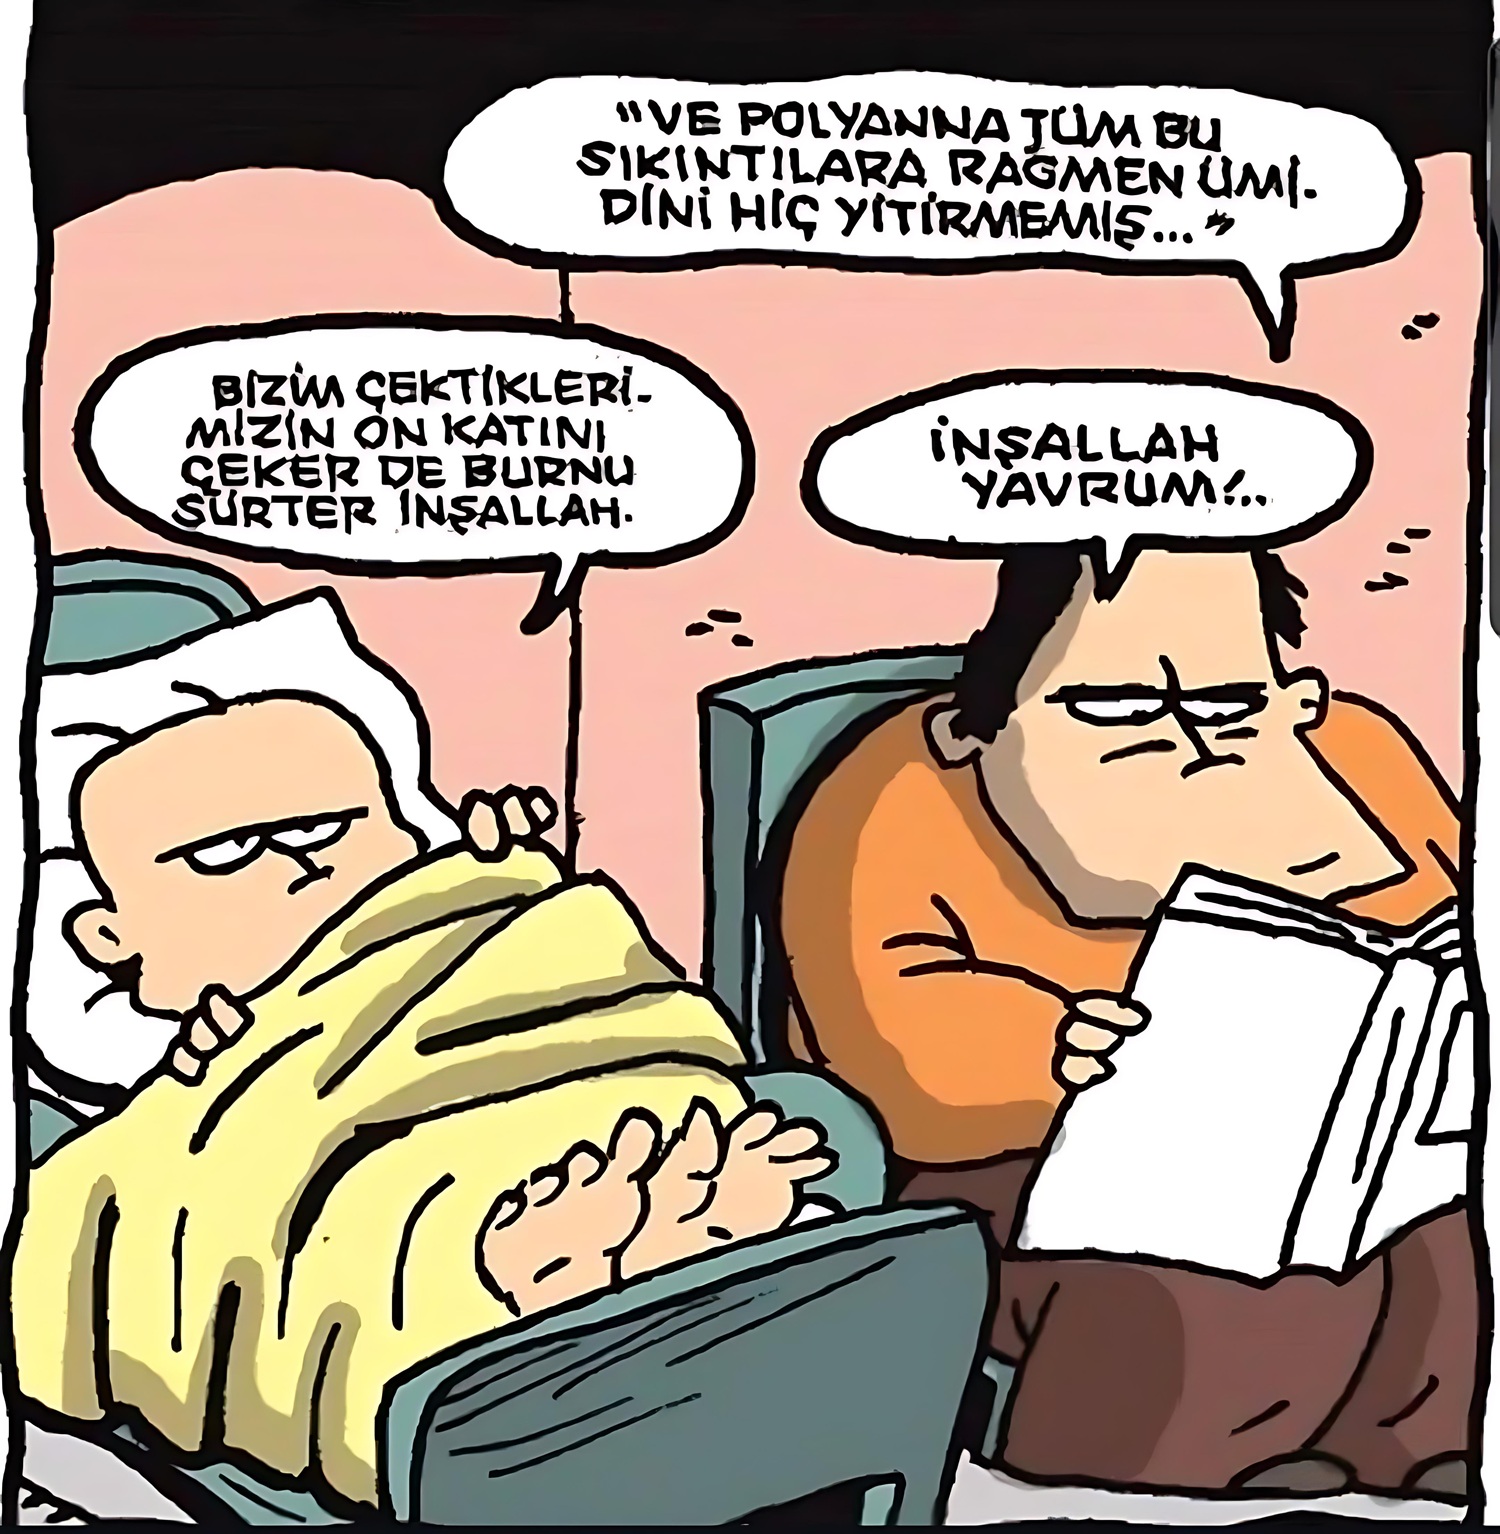 "VE POLYANNA TÜM BU
SIKINTILARA RAĞMEN ÜMİ-
DİNİ HİÇ YİTİRMEMİŞ..."
BİZİM ÇEKTİKLERİ-
MİZİN ON KATINI
ÇEKER DE BURNU
SÜRTER İNŞALLAH.
İNŞALLAH
YAVRUM!..